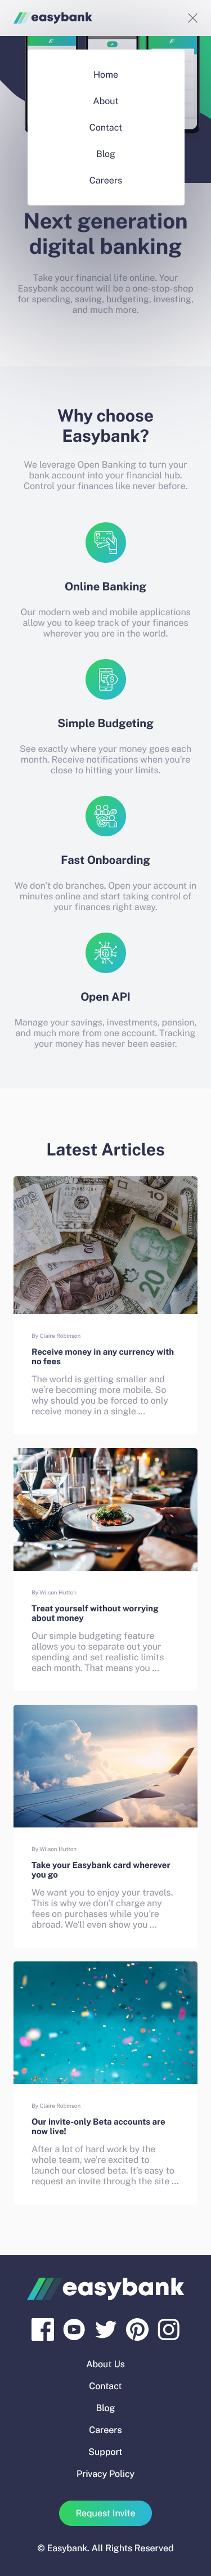 easybank
Home
About
Contact
Blog
Careers
Next generation
digital banking
Take your financial life online. Your
Easybank account will be a one-stop-shop
for spending, saving, budgeting, investing,
and much more.
Why choose
Easybank?
We leverage Open Banking to turn your
bank account into your financial hub.
Control your finances like never before.
Online Banking
Our modern web and mobile applications
allow you to keep track of your finances
wherever you are in the world.
Simple Budgeting
See exactly where your money goes each
month. Receive notifications when you're
close to hitting your limits.
Fast Onboarding
We don't do branches. Open your account in
minutes online and start taking control of
your finances right away.
Open API
Manage your savings, investments, pension,
and much more from one account. Tracking
your money has never been easier.
Latest Articles
By Claire Robinson
Receive money in any currency with
no fees
The world is getting smaller and
we're becoming more mobile. So
why should you be forced to only
receive money in a single ...
By Wilson Hutton
Treat yourself without worrying
about money
Our simple budgeting feature
allows you to separate out your
spending and set realistic limits
each month. That means you ...
By Wilson Hutton
Take your Easybank card wherever
you go
We want you to enjoy your travels.
This is why we don't charge any
fees on purchases while you're
abroad. We'll even show you ...
By Claire Robinson
Our invite-only Beta accounts are
now live!
After a lot of hard work by the
whole team, we're excited to
launch our closed beta. It's easy to
request an invite through the site ...
easybank
About Us
Contact
Blog
Careers
Support
Privacy Policy
Request Invite
© Easybank. All Rights Reserved